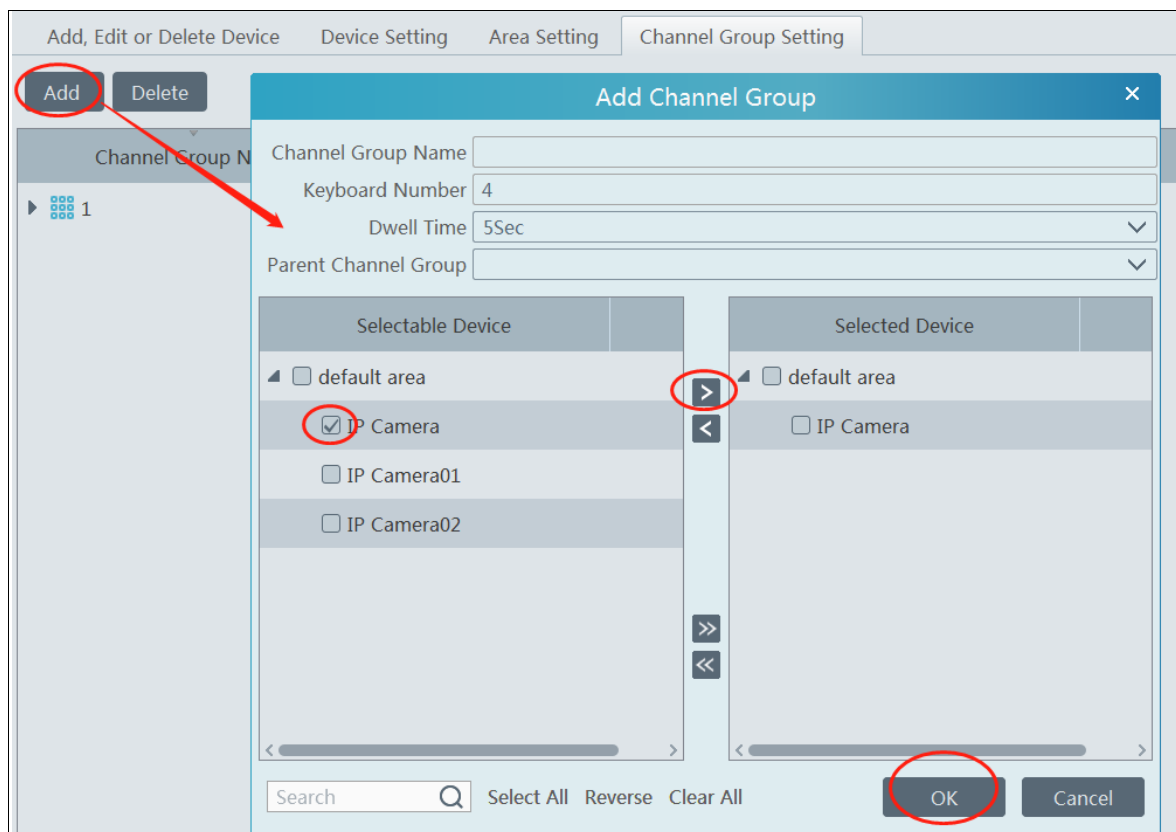 Add, Edit or Delete Device Device Setting Area Setting Channel Group Setting
Add Delete
Add Channel Group
Channel Group N
1
Channel Group Name
Keyboard Number 4
Dwell Time 5Sec
Parent Channel Group
Selectable Device Selected Device
default area default area
IP Camera IP Camera
IP Camera01
IP Camera02
Search Select All Reverse Clear All OK Cancel